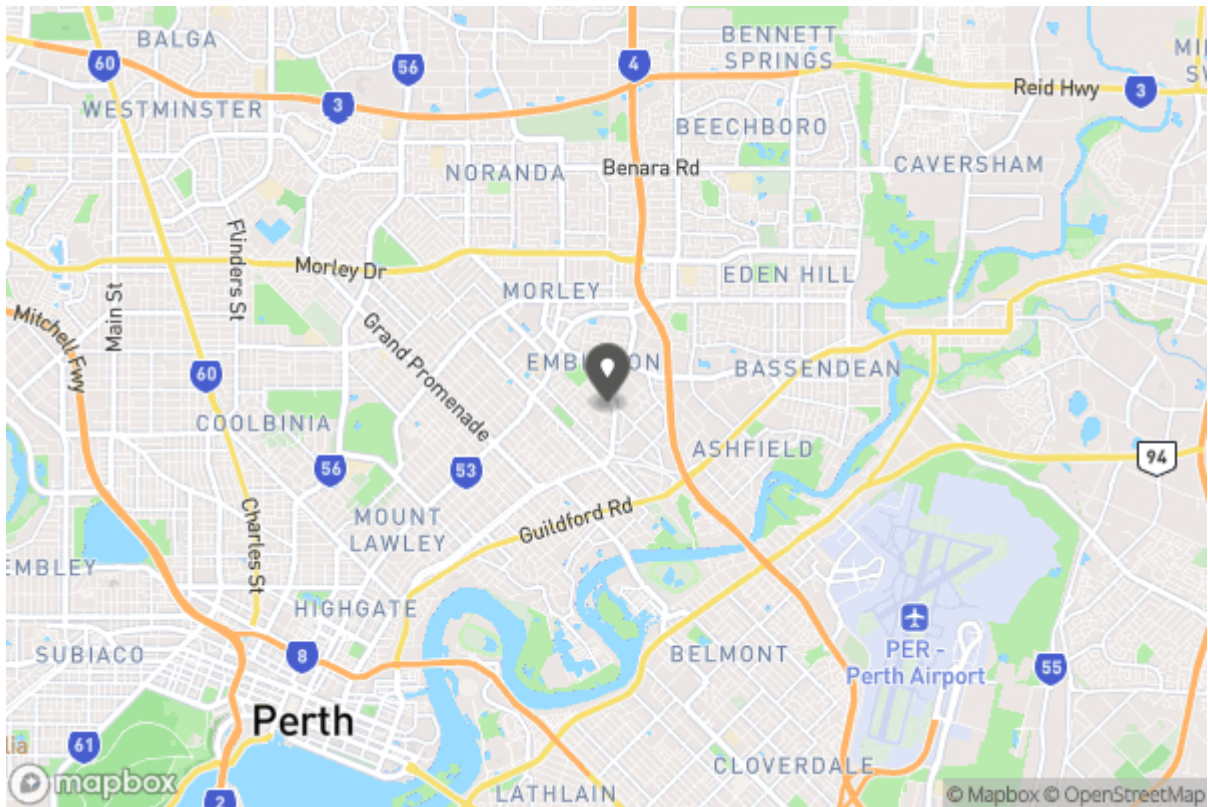 BALGA
BENNETT
SPRINGS
60
56
4
Reid Hwy
3
3
WESTMINSTER
BEECHBORO
NORANDA
Benara Rd
CAVERSHAM
Flinders St
Morley Dr
EDEN HILL
MORLEY
Main St
Mitchell Fwy
Grand Promenade
BASSENDEAN
60
COOLBINIA
ASHFIELD
56
53
94
Charles St
MOUNT
LAWLEY
Guildford Rd
HIGHGATE
SUBIACO
8
BELMONT
PER -
Perth Airport
55
Perth
61
CLOVERDALE
mapbox
2
LATHLAIN
© Mapbox © OpenStreetMap